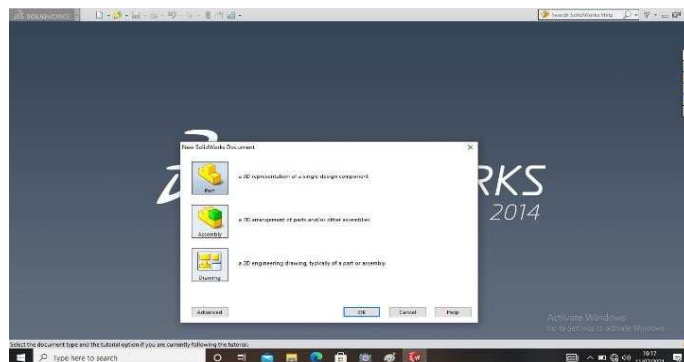 DS SOLIDWORKS
Search SolidWorks Help
RKS
2014
New SolidWorks Document
Part
a 3D representation of a single design component
Assembly
a 3D arrangement of parts and/or other assemblies
Drawing
a 2D engineering drawing, typically of a part or assembly
Advanced
OK
Cancel
Help
Activate Windows
Go to Settings to activate Windows.
Select the document type and the tutorial option if you are currently following the tutorial.
Type here to search
10:17